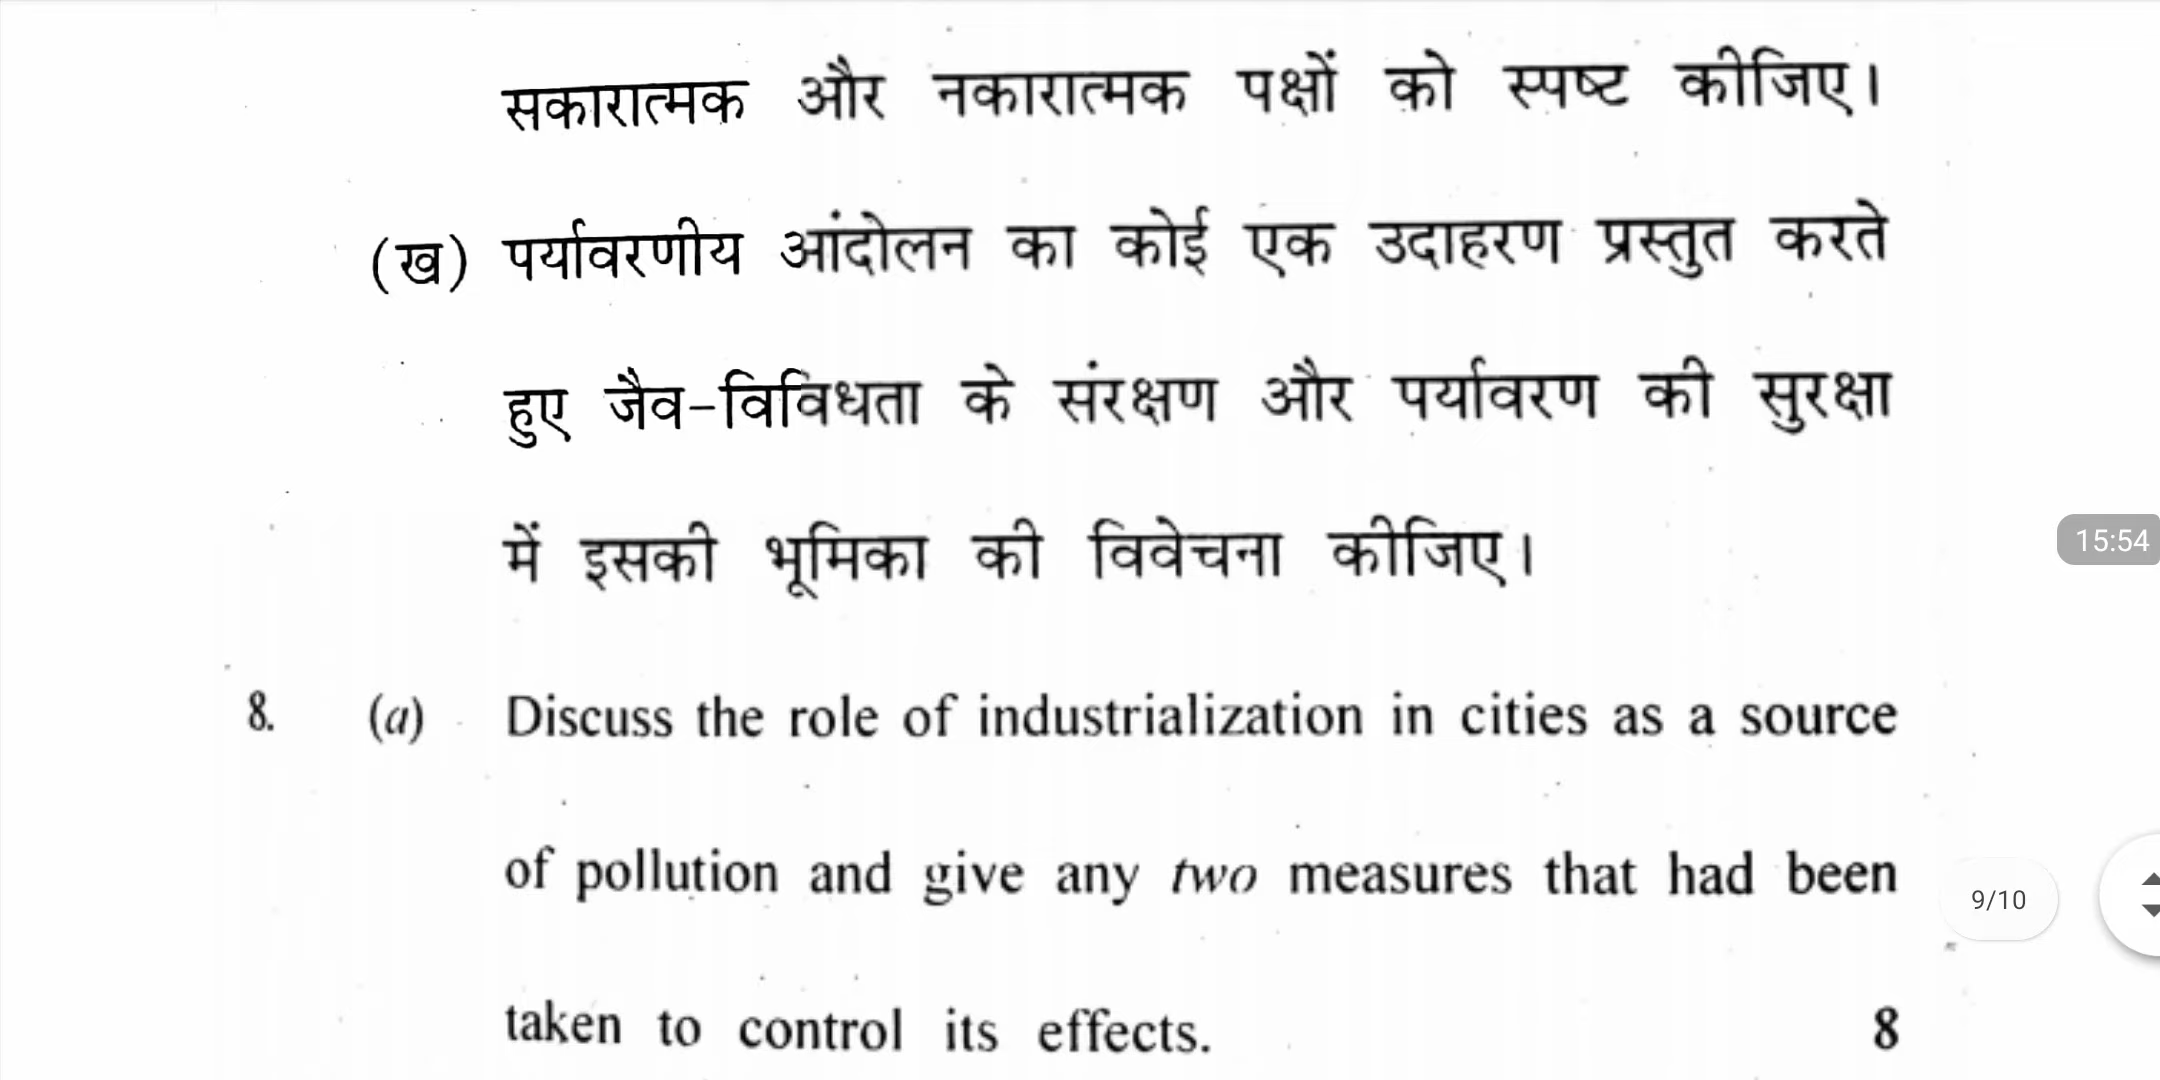 सकारात्मक और नकारात्मक पक्षों को स्पष्ट कीजिए।
(ख) पर्यावरणीय आंदोलन का कोई एक उदाहरण प्रस्तुत करते
हुए जैव-विविधता के संरक्षण और पर्यावरण की सुरक्षा
में इसकी भूमिका की विवेचना कीजिए।
15:54
8. (a) Discuss the role of industrialization in cities as a source
of pollution and give any two measures that had been
9/10
taken to control its effects. 8